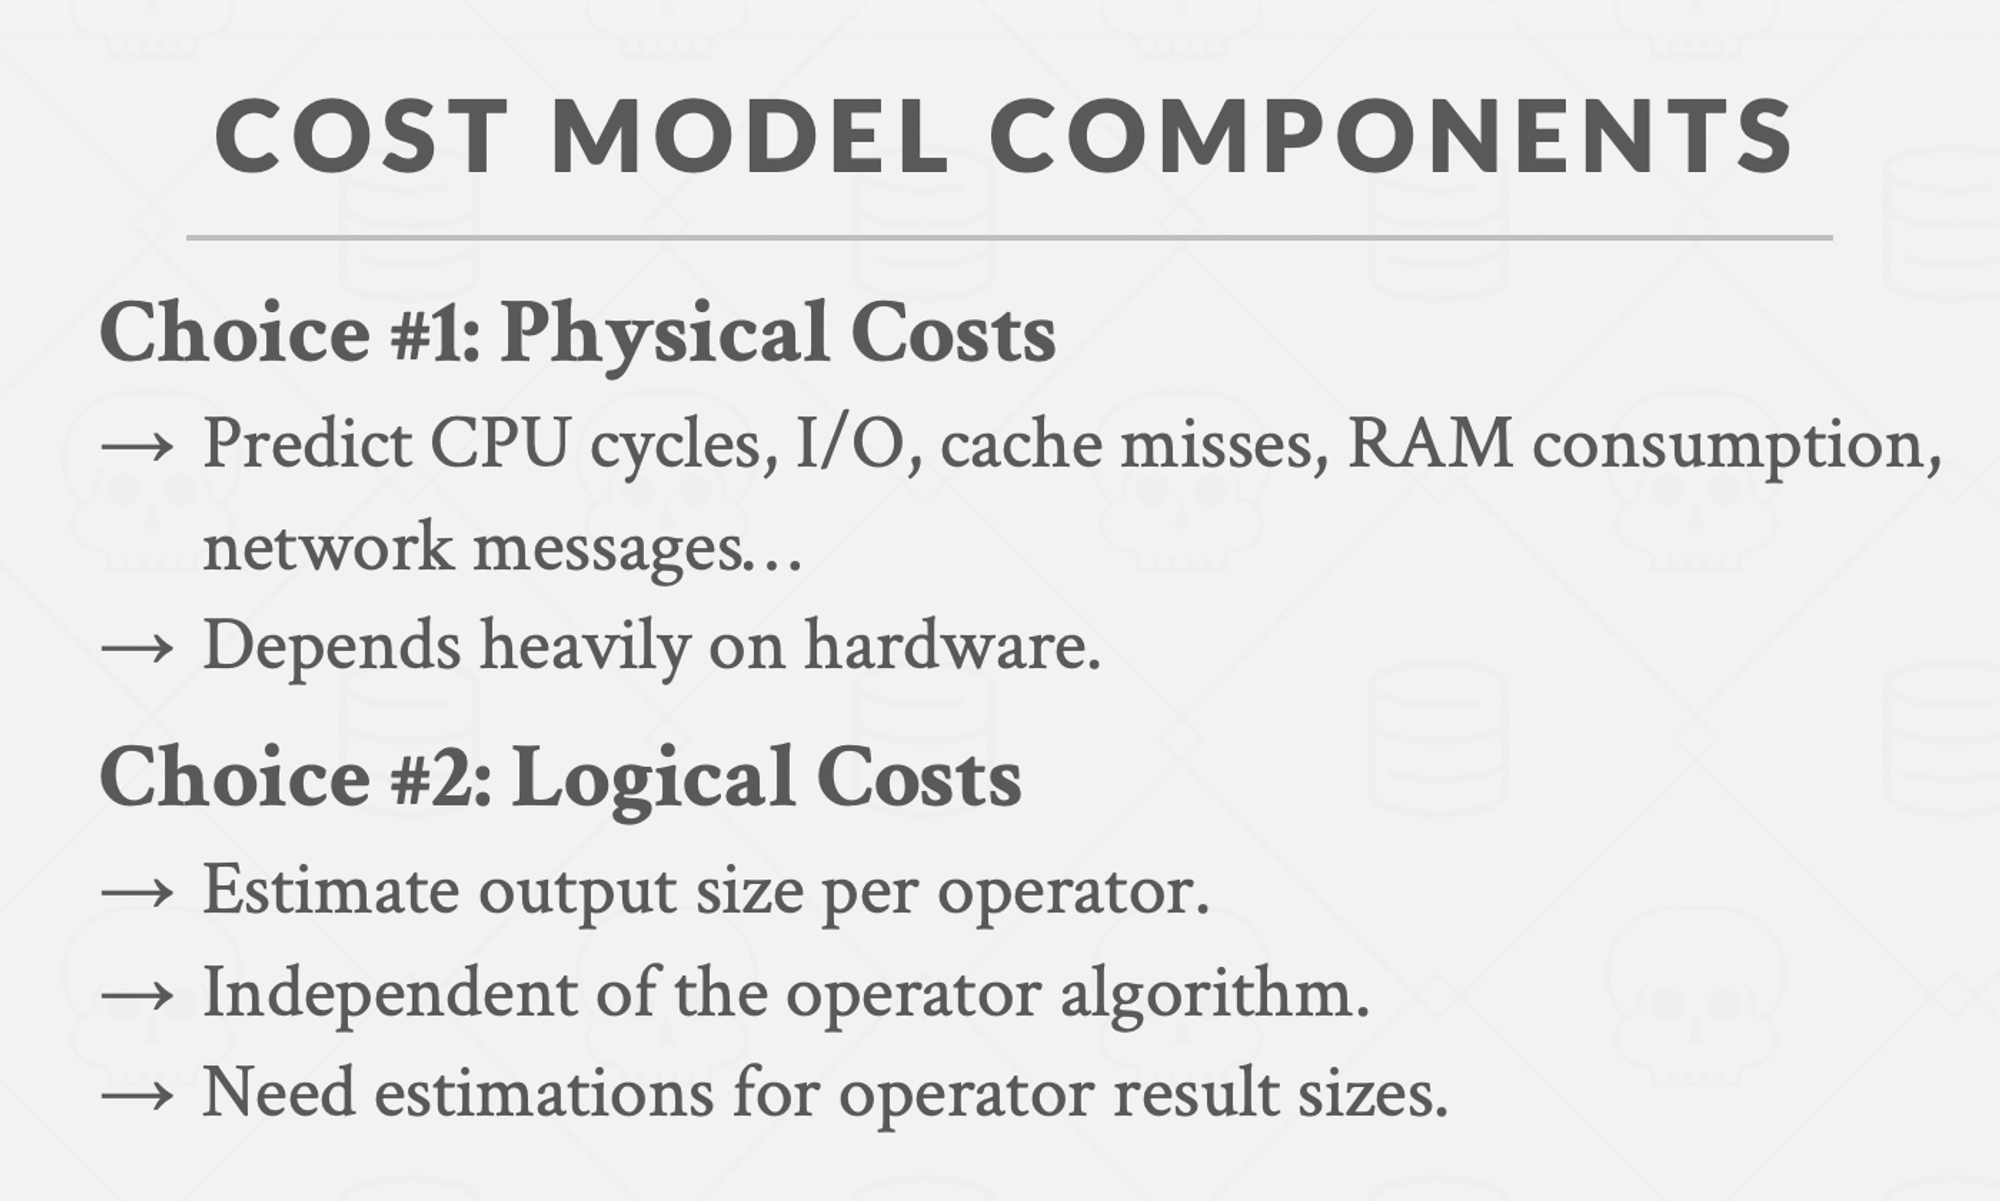 COST MODEL COMPONENTS
Choice #1: Physical Costs
→ Predict CPU cycles, I/O, cache misses, RAM consumption,
network messages…
→ Depends heavily on hardware.
Choice #2: Logical Costs
→ Estimate output size per operator.
→ Independent of the operator algorithm.
→ Need estimations for operator result sizes.